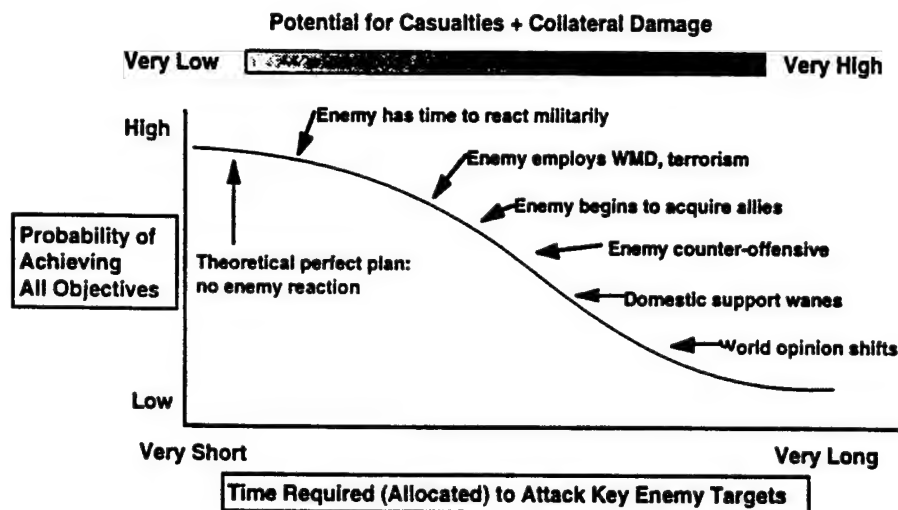 Potential for Casualties + Collateral Damage
Very Low
Very High
High
Enemy has time to react militarily
Enemy employs WMD, terrorism
Enemy begins to acquire allies
Probability of
Achieving
All Objectives
Theoretical perfect plan:
no enemy reaction
Enemy counter-offensive
Domestic support wanes
World opinion shifts
Low
Very Short
Very Long
Time Required (Allocated) to Attack Key Enemy Targets